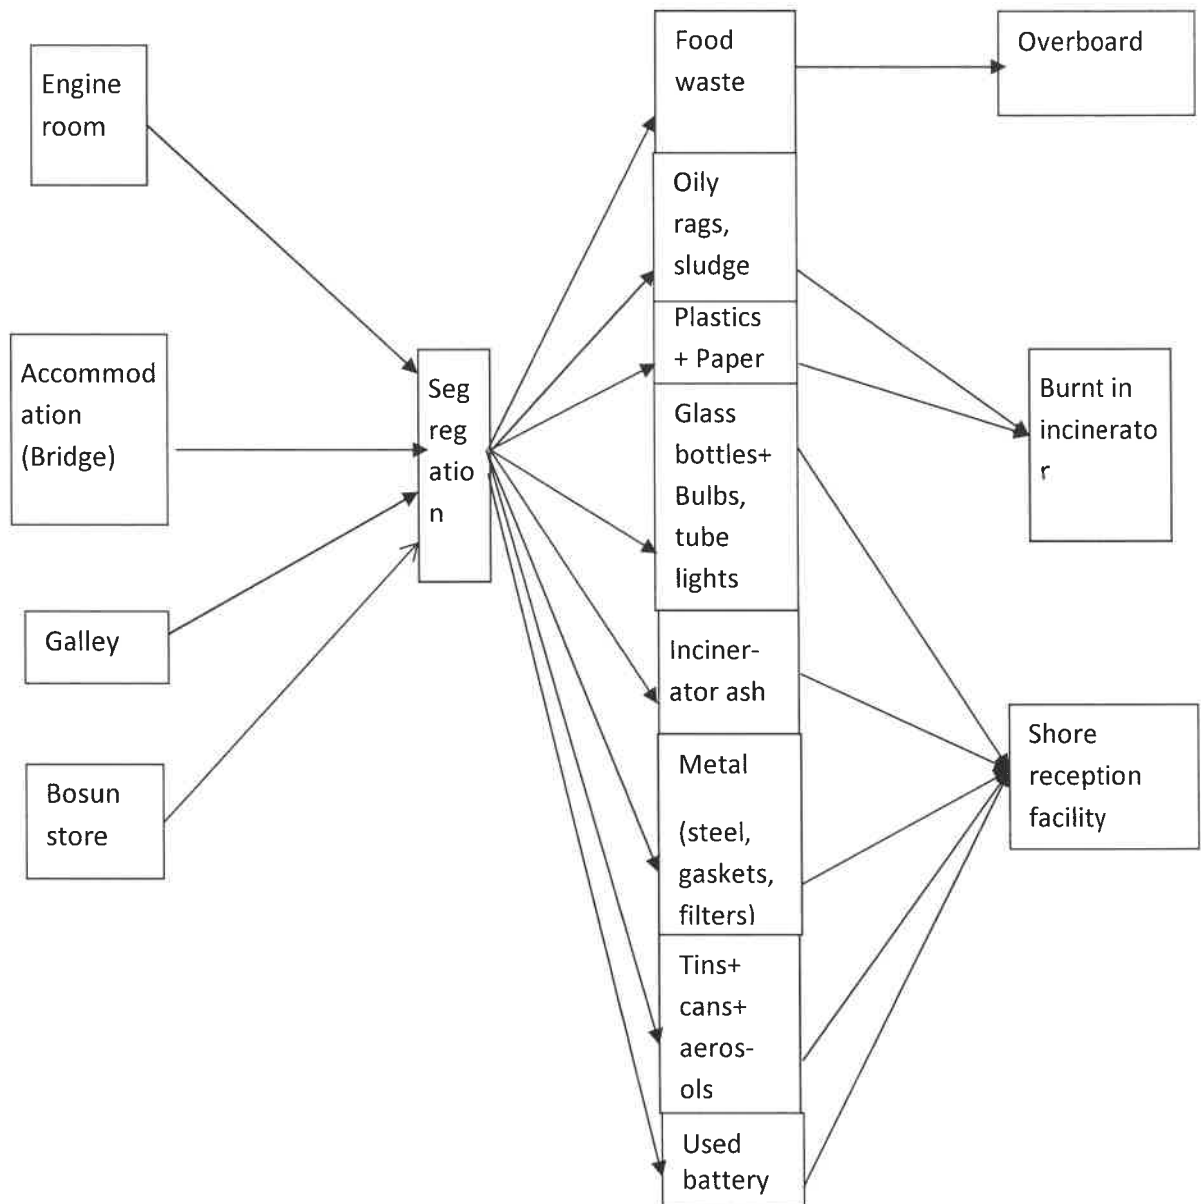 Engine
room
Accommod
ation
(Bridge)
Galley
Bosun
store
Seg
reg
atio
n
Food
waste
Oily
rags,
sludge
Plastics
+ Paper
Glass
bottles+
Bulbs,
tube
lights
Inciner-
ator ash
Metal
(steel,
gaskets,
filters)
Tins+
cans+
aeros-
ols
Used
battery
Overboard
Burnt in
incinerato
r
Shore
reception
facility